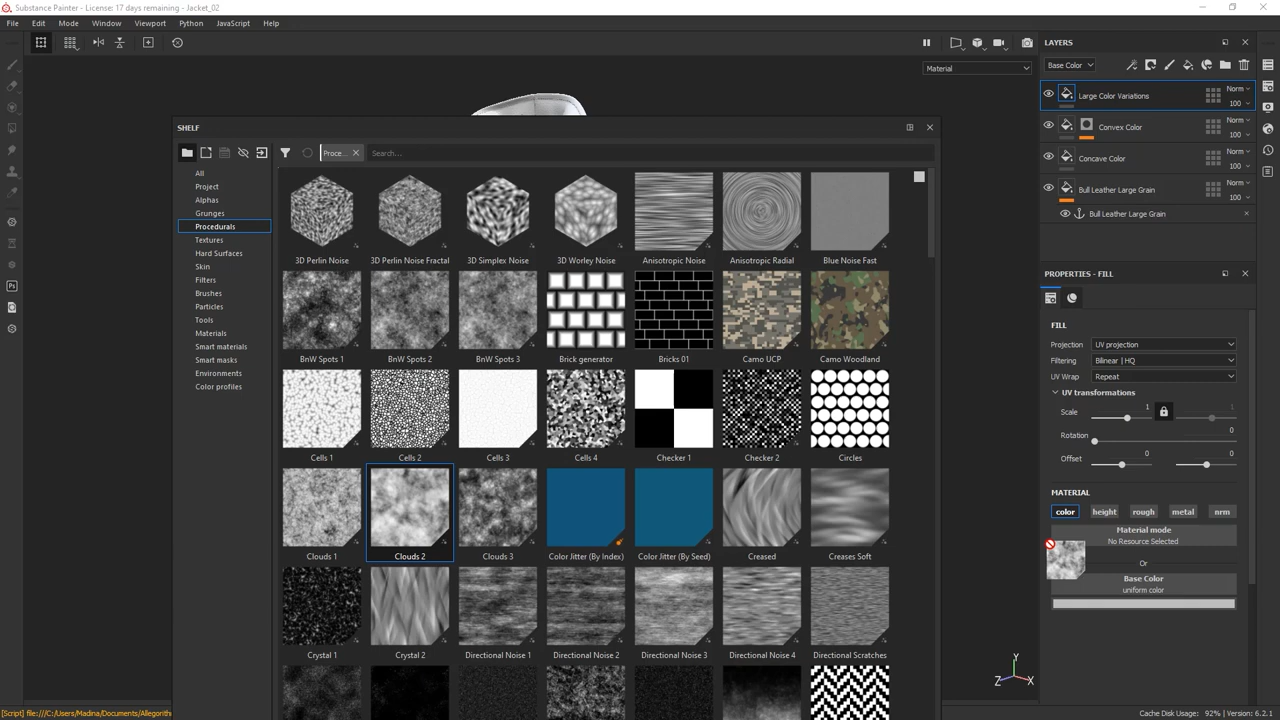 Substance Painter - License: 17 days remaining - Jacket_02
File Edit Mode Window Viewport Python JavaScript Help
Material
SHELF
Proce... Search...
All
Project
Alphas
Grunges
Procedurals
Textures
Hard Surfaces
Skin
Filters
Brushes
Particles
Tools
Materials
Smart materials
Smart masks
Environments
Color profiles
3D Perlin Noise 3D Perlin Noise Fractal 3D Simplex Noise 3D Worley Noise Anisotropic Noise Anisotropic Radial Blue Noise Fast
BnW Spots 1 BnW Spots 2 BnW Spots 3 Brick generator Bricks 01 Camo UCP Camo Woodland
Cells 1 Cells 2 Cells 3 Cells 4 Checker 1 Checker 2 Circles
Clouds 1 Clouds 2 Clouds 3 Color Jitter (By Index) Color Jitter (By Seed) Creased Creases Soft
Crystal 1 Crystal 2 Directional Noise 1 Directional Noise 2 Directional Noise 3 Directional Noise 4 Directional Scratches
LAYERS
Base Color
Large Color Variations Norm
100
Convex Color Norm
100
Concave Color Norm
100
Bull Leather Large Grain Norm
100
Bull Leather Large Grain
PROPERTIES - FILL
FILL
Projection UV projection
Filtering Bilinear | HQ
UV Wrap Repeat
UV transformations
Scale 1 1
Rotation 0
Offset 0 0
MATERIAL
color height rough metal nrm
Material mode
No Resource Selected
Or
Base Color
uniform color
Y
Z X
Ps
[Script] file:///C:/Users/Madina/Documents/Allegorith
Cache Disk Usage: 92% | Version: 6.2.1